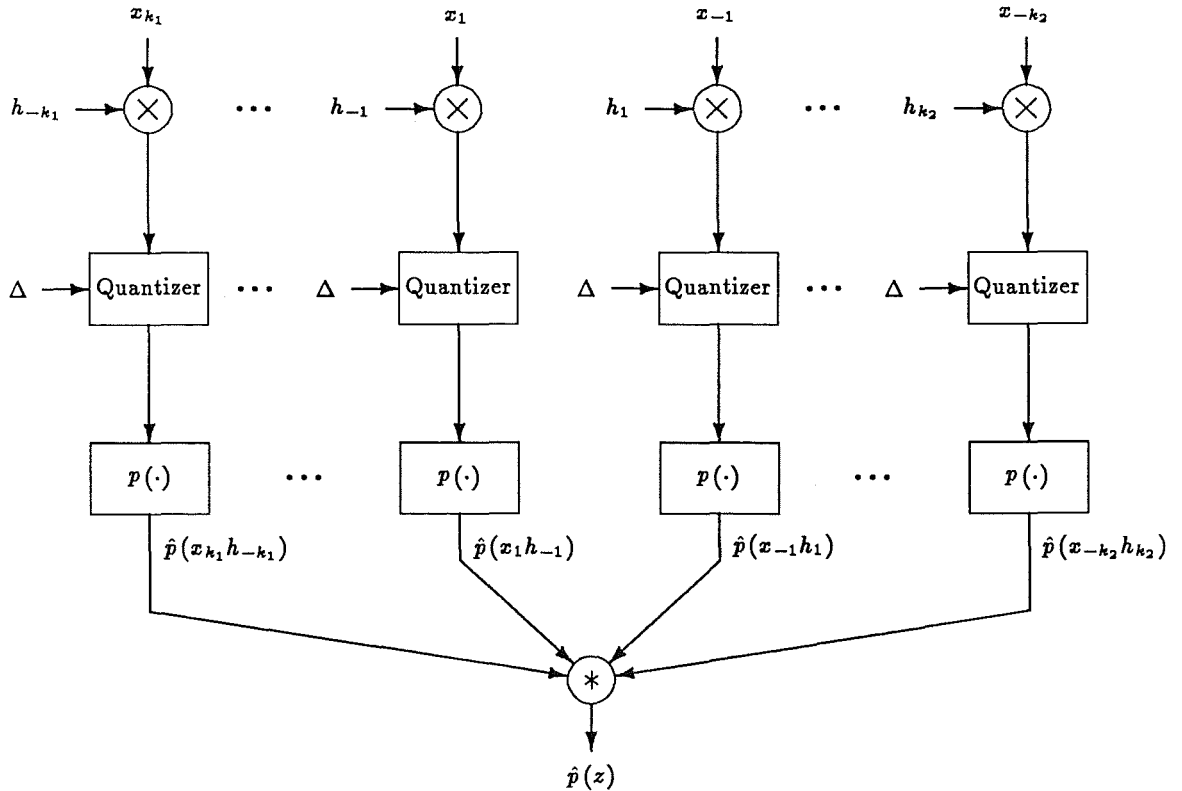 x_{k_1} x_1 x_{-1} x_{-k_2}
h_{-k_1} × ••• h_{-1} × h_1 × ••• h_{k_2} ×
Δ Quantizer ••• Δ Quantizer Δ Quantizer ••• Δ Quantizer
p(·) ••• p(·) p(·) ••• p(·)
p̂(x_{k_1}h_{-k_1}) p̂(x_1h_{-1}) p̂(x_{-1}h_1) p̂(x_{-k_2}h_{k_2})
*
p̂(z)